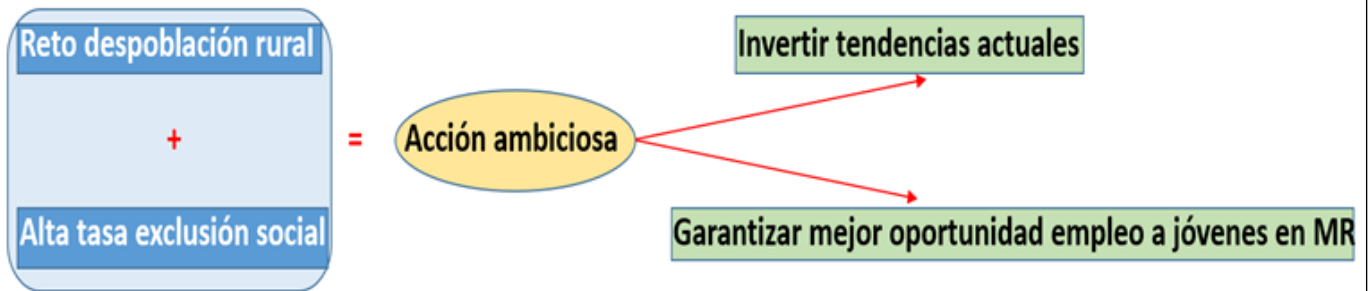 Reto despoblación rural
+
Alta tasa exclusión social
=
Acción ambiciosa
Invertir tendencias actuales
Garantizar mejor oportunidad empleo a jóvenes en MR